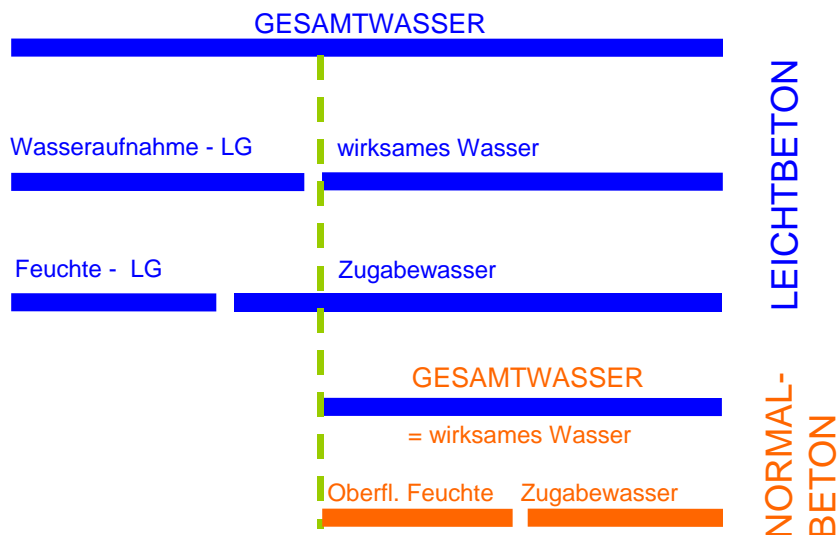 GESAMTWASSER
Wasseraufnahme - LG
wirksames Wasser
Feuchte - LG
Zugabewasser
LEICHTBETON
GESAMTWASSER
= wirksames Wasser
Oberfl. Feuchte
Zugabewasser
NORMAL-
BETON